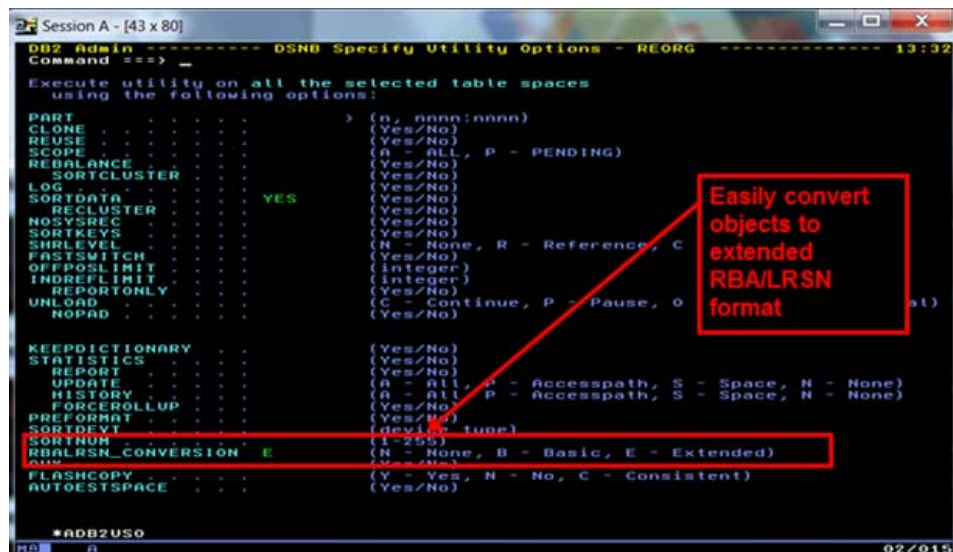 Session A - [43 x 80]
DB2 Admin ---------- DSNB Specify Utility Options - REORG --------------- 13:32
Command ===> _
Execute utility on all the selected table spaces
using the following options:
PART . . . . . . > (n, nnnn:nnnn)
CLONE . . . . . . (Yes/No)
REUSE . . . . . . (Yes/No)
SCOPE . . . . . . (A - ALL, P - PENDING)
REBALANCE . . . . (Yes/No)
SORTCLUSTER . . . (Yes/No)
LOG . . . . . . . (Yes/No)
SORTDATA . . . . . YES (Yes/No)
RECLUSTER . . . . (Yes/No)
NOSYSREC . . . . . (Yes/No)
SORTKEYS . . . . . (Yes/No)
SHRLEVEL . . . . . (N - None, R - Reference, C
FASTSWITCH . . . . (Yes/No)
OFFPOSLIMIT . . . (integer)
INDREFLIMIT . . . (integer)
REPORTONLY . . . (Yes/No)
UNLOAD . . . . . . (C - Continue, P - Pause, O al)
NOPAD . . . . . . (Yes/No)
Easily convert
objects to
extended
RBA/LRSN
format
KEEPDICTIONARY . . (Yes/No)
STATISTICS . . . . (Yes/No)
REPORT . . . . . (Yes/No)
UPDATE . . . . . (A - All, P - Accesspath, S - Space, N - None)
HISTORY . . . . . (A - All, P - Accesspath, S - Space, N - None)
FORCEROLLUP . . . (Yes/No)
PREFORMAT . . . . (Yes/No)
SORTDEVT . . . . . (device type)
SORTNUM . . . . . (1-255)
RBALRSN_CONVERSION E (N - None, B - Basic, E - Extended)
AUX . . . . . . . (Yes/No)
FLASHCOPY . . . . (Y - Yes, N - No, C - Consistent)
AUTOESTSPACE . . . (Yes/No)
*ADB2USO
MA A 02/015